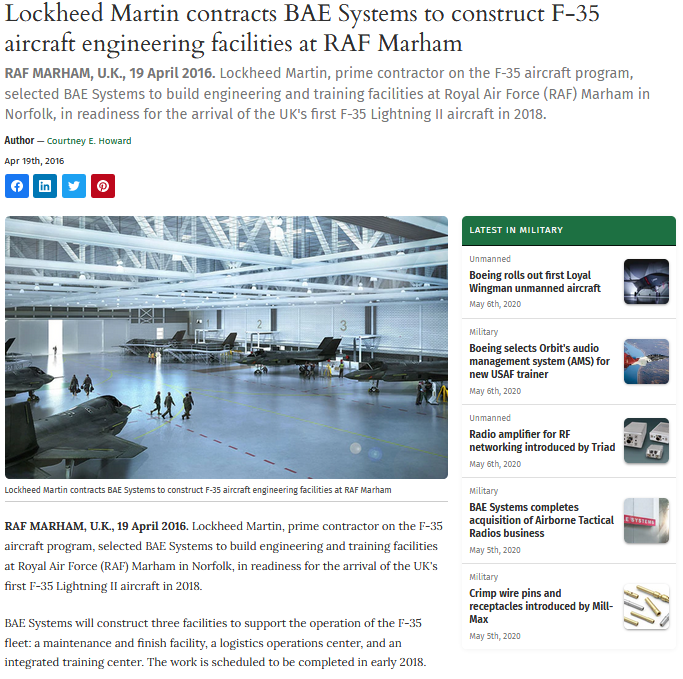 Lockheed Martin contracts BAE Systems to construct F-35
aircraft engineering facilities at RAF Marham
RAF MARHAM, U.K., 19 April 2016. Lockheed Martin, prime contractor on the F-35 aircraft program,
selected BAE Systems to build engineering and training facilities at Royal Air Force (RAF) Marham in
Norfolk, in readiness for the arrival of the UK's first F-35 Lightning II aircraft in 2018.
Author — Courtney E. Howard
Apr 19th, 2016
2
3
Lockheed Martin contracts BAE Systems to construct F-35 aircraft engineering facilities at RAF Marham
RAF MARHAM, U.K., 19 April 2016. Lockheed Martin, prime contractor on the F-35
aircraft program, selected BAE Systems to build engineering and training facilities
at Royal Air Force (RAF) Marham in Norfolk, in readiness for the arrival of the UK's
first F-35 Lightning II aircraft in 2018.
BAE Systems will construct three facilities to support the operation of the F-35
fleet: a maintenance and finish facility, a logistics operations center, and an
integrated training center. The work is scheduled to be completed in early 2018.
LATEST IN MILITARY
Unmanned
Boeing rolls out first Loyal
Wingman unmanned aircraft
May 6th, 2020
Military
Boeing selects Orbit's audio
management system (AMS) for
new USAF trainer
May 6th, 2020
Unmanned
Radio amplifier for RF
networking introduced by Triad
May 6th, 2020
Military
BAE Systems completes
acquisition of Airborne Tactical
Radios business
May 5th, 2020
E SYSTEMS
Military
Crimp wire pins and
receptacles introduced by Mill-
Max
May 5th, 2020